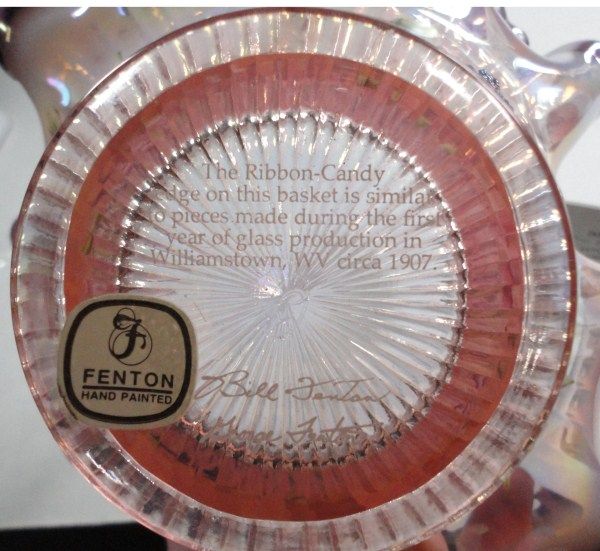 The Ribbon-Candy
edge on this basket is similar
to pieces made during the first
year of glass production in
Williamstown, WV circa 1907.
F
FENTON
HAND PAINTED
Bill Fenton
Fenton